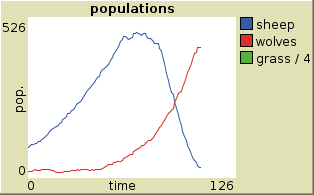 populations
526
pop.
0
0 time 126
sheep
wolves
grass / 4